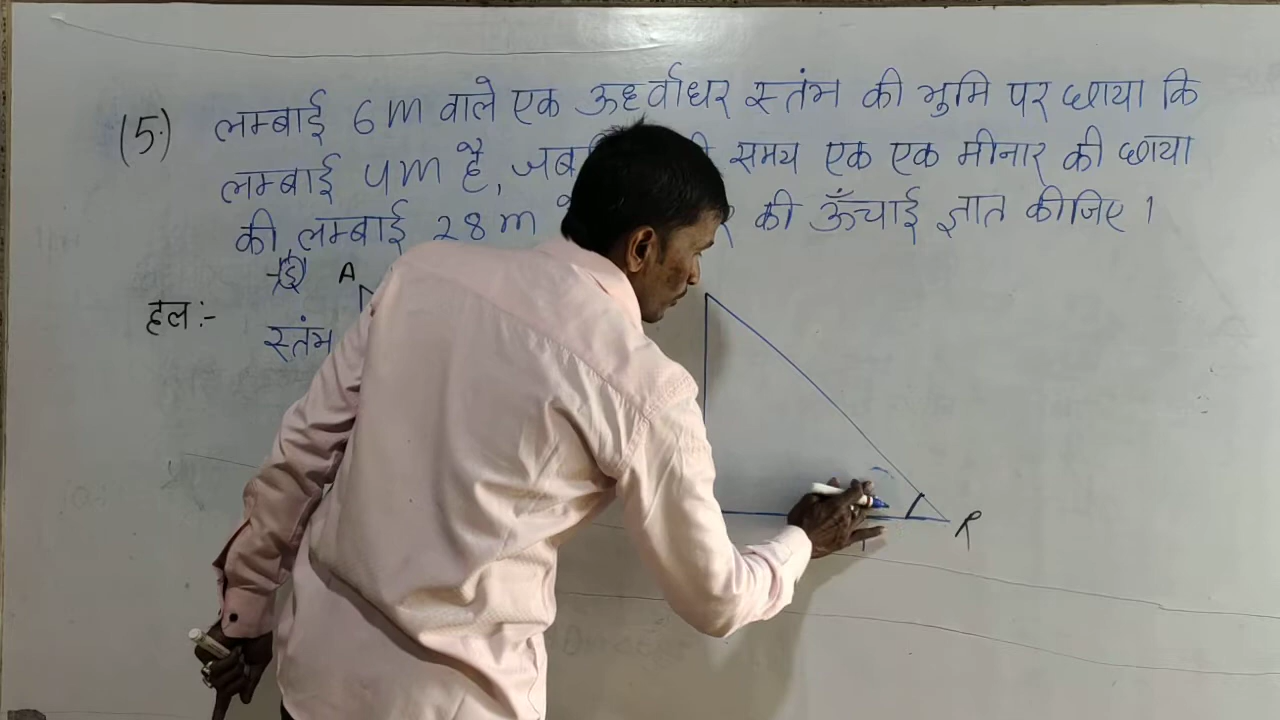 (5.) लम्बाई 6 m वाले एक ऊर्ध्वाधर स्तंभ की भुमि पर छाया कि
लम्बाई 4 m है, जब समय एक एक मीनार की छाया
की लम्बाई 28 m की ऊँचाई ज्ञात कीजिए ।
A
हल:-
स्तंभ
R